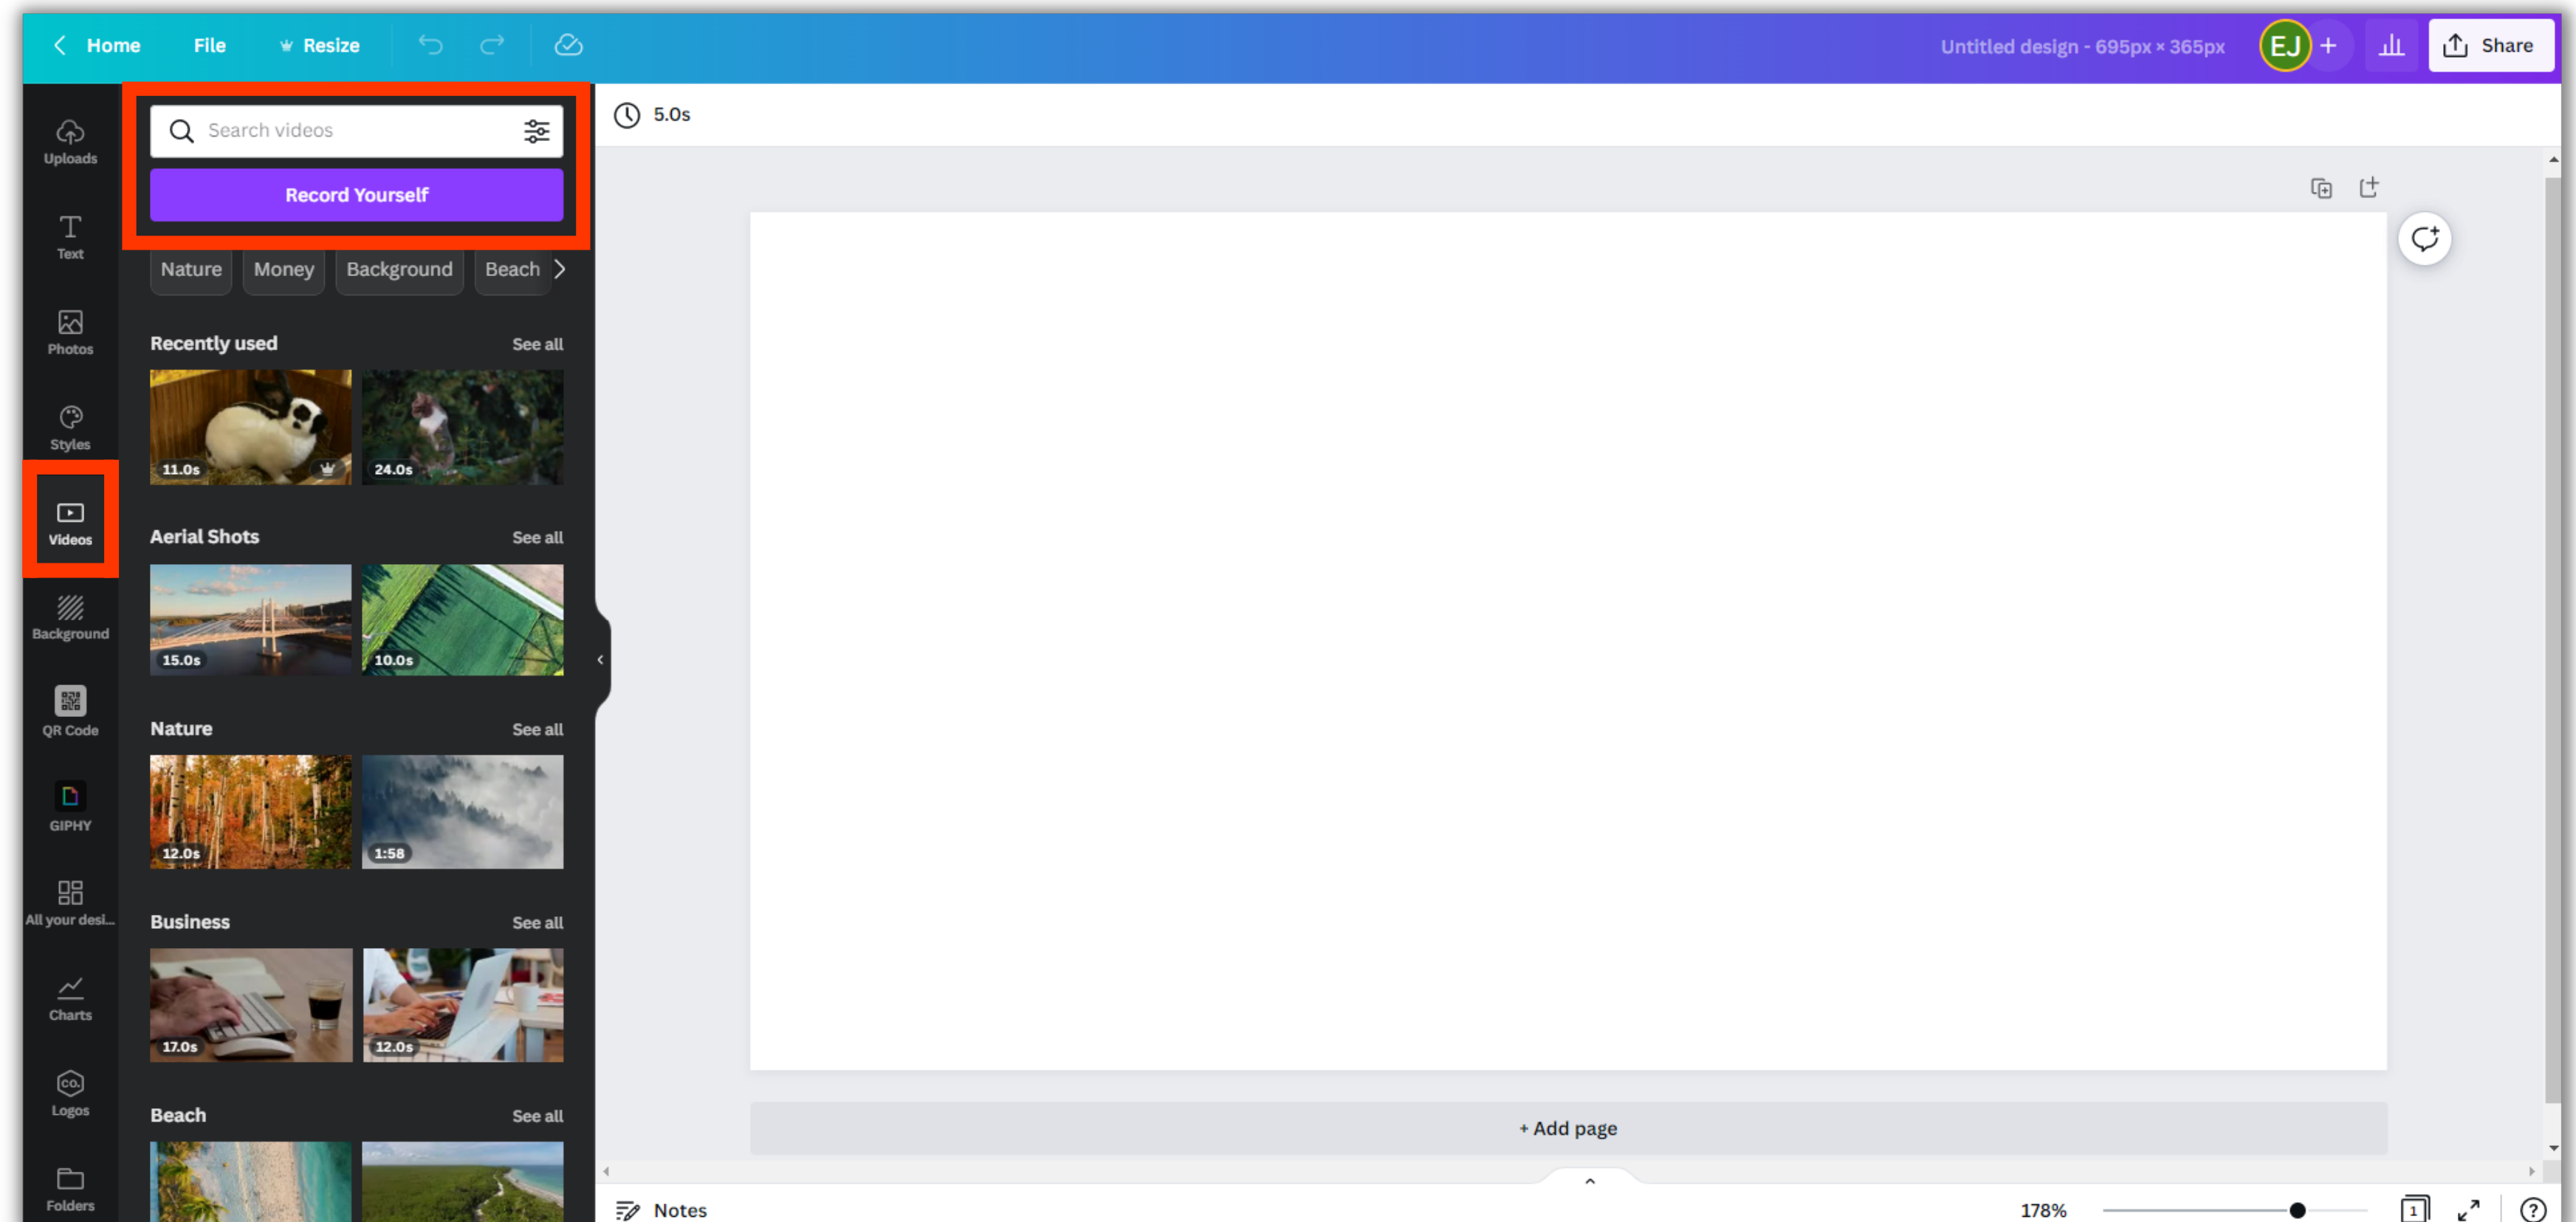 Home File Resize Untitled design - 695px × 365px EJ + Share
Uploads
Text
Photos
Styles
Videos
Background
QR Code
GIPHY
All your desi...
Charts
CO.
Logos
Folders
Search videos
Record Yourself
Nature Money Background Beach
Recently used See all
11.0s 24.0s
Aerial Shots See all
15.0s 10.0s
Nature See all
12.0s 1:58
Business See all
17.0s 12.0s
Beach See all
5.0s
+ Add page
Notes 178% 1 ?